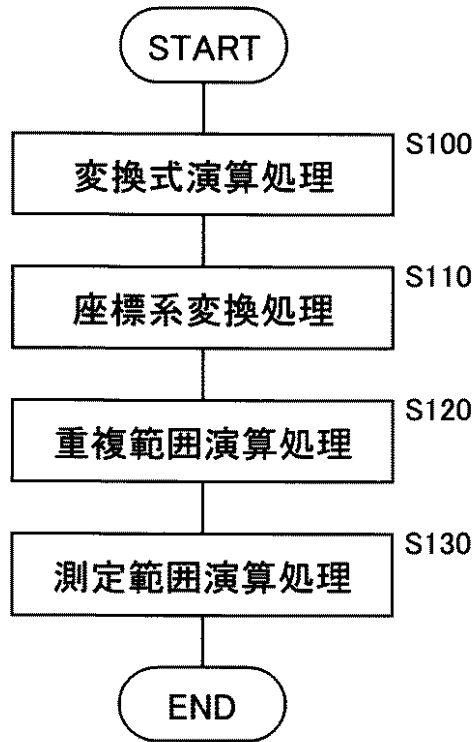 START
S100
変換式演算処理
S110
座標系変換処理
S120
重複範囲演算処理
S130
測定範囲演算処理
END